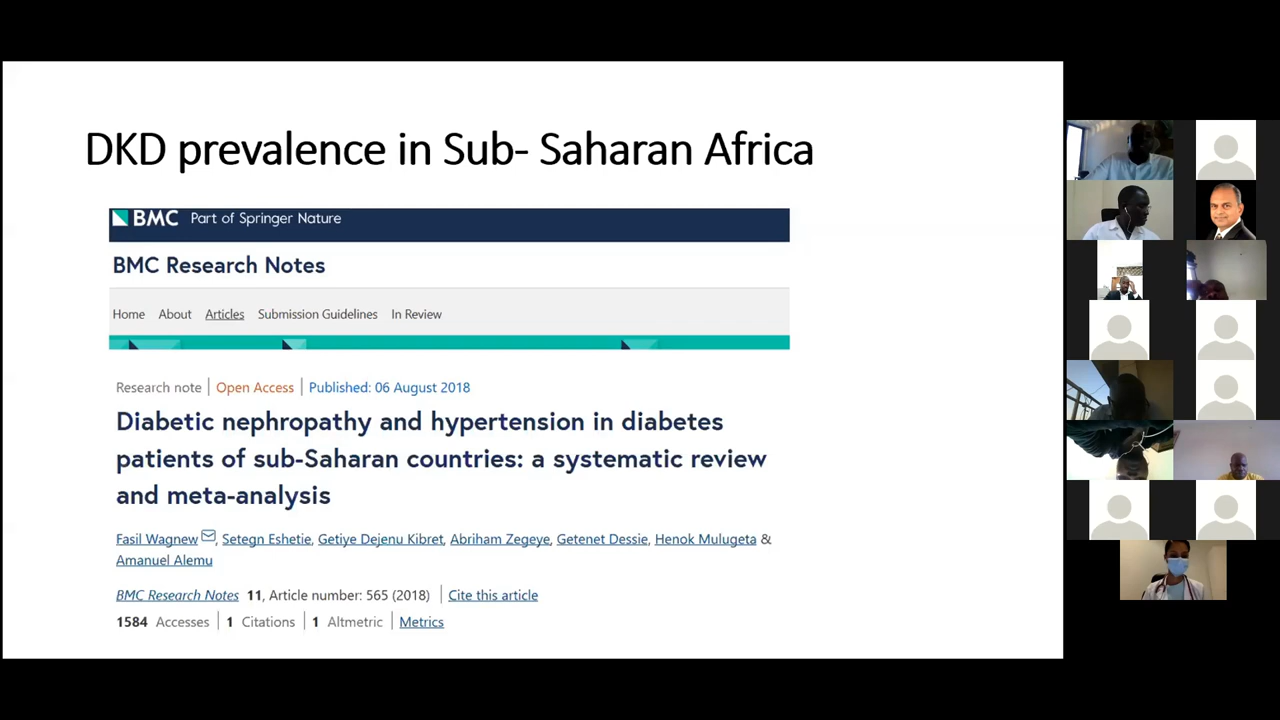 DKD prevalence in Sub- Saharan Africa
BMC Part of Springer Nature
BMC Research Notes
Home About Articles Submission Guidelines In Review
Research note Open Access Published: 06 August 2018
Diabetic nephropathy and hypertension in diabetes
patients of sub-Saharan countries: a systematic review
and meta-analysis
Fasil Wagnew, Setegn Eshetie, Getiye Dejenu Kibret, Abriham Zegeye, Getenet Dessie, Henok Mulugeta &
Amanuel Alemu
BMC Research Notes 11, Article number: 565 (2018) Cite this article
1584 Accesses 1 Citations 1 Altmetric Metrics